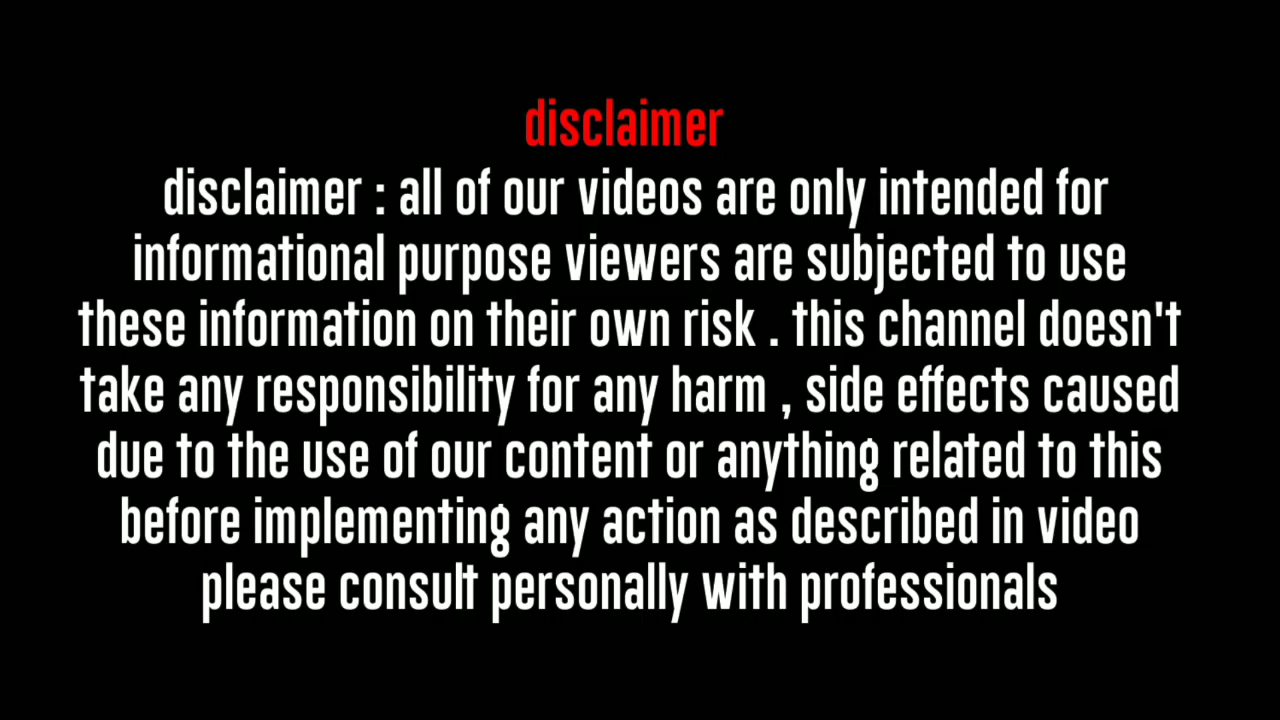 disclaimer
disclaimer : all of our videos are only intended for
informational purpose viewers are subjected to use
these information on their own risk . this channel doesn't
take any responsibility for any harm , side effects caused
due to the use of our content or anything related to this
before implementing any action as described in video
please consult personally with professionals